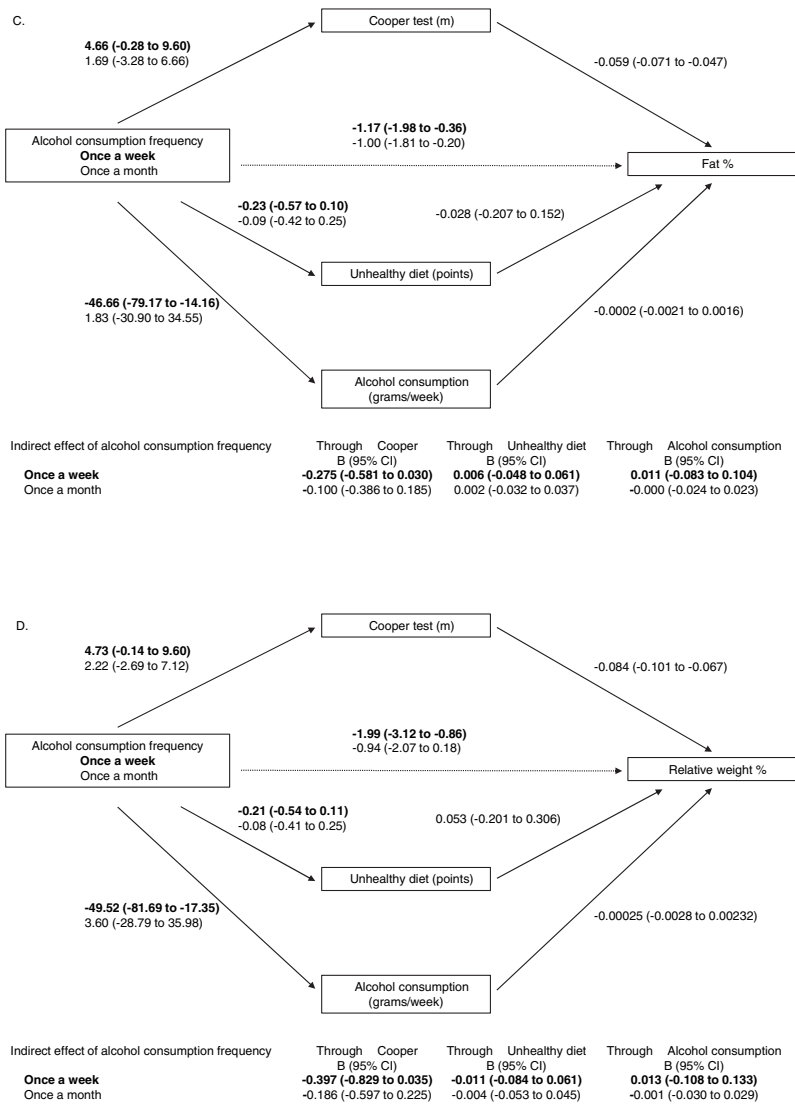 C.
Cooper test (m)
4.66 (-0.28 to 9.60)
1.69 (-3.28 to 6.66)
-0.059 (-0.071 to -0.047)
Alcohol consumption frequency
Once a week
Once a month
-1.17 (-1.98 to -0.36)
-1.00 (-1.81 to -0.20)
Fat %
-0.23 (-0.57 to 0.10)
-0.09 (-0.42 to 0.25)
-0.028 (-0.207 to 0.152)
Unhealthy diet (points)
-46.66 (-79.17 to -14.16)
1.83 (-30.90 to 34.55)
-0.0002 (-0.0021 to 0.0016)
Alcohol consumption
(grams/week)
Indirect effect of alcohol consumption frequency Through Cooper Through Unhealthy diet Through Alcohol consumption
B (95% CI) B (95% CI) B (95% CI)
Once a week -0.275 (-0.581 to 0.030) 0.006 (-0.048 to 0.061) 0.011 (-0.083 to 0.104)
Once a month -0.100 (-0.386 to 0.185) 0.002 (-0.032 to 0.037) -0.000 (-0.024 to 0.023)
D.
Cooper test (m)
4.73 (-0.14 to 9.60)
2.22 (-2.69 to 7.12)
-0.084 (-0.101 to -0.067)
Alcohol consumption frequency
Once a week
Once a month
-1.99 (-3.12 to -0.86)
-0.94 (-2.07 to 0.18)
Relative weight %
-0.21 (-0.54 to 0.11)
-0.08 (-0.41 to 0.25)
0.053 (-0.201 to 0.306)
Unhealthy diet (points)
-49.52 (-81.69 to -17.35)
3.60 (-28.79 to 35.98)
-0.00025 (-0.0028 to 0.00232)
Alcohol consumption
(grams/week)
Indirect effect of alcohol consumption frequency Through Cooper Through Unhealthy diet Through Alcohol consumption
B (95% CI) B (95% CI) B (95% CI)
Once a week -0.397 (-0.829 to 0.035) -0.011 (-0.084 to 0.061) 0.013 (-0.108 to 0.133)
Once a month -0.186 (-0.597 to 0.225) -0.004 (-0.053 to 0.045) -0.001 (-0.030 to 0.029)